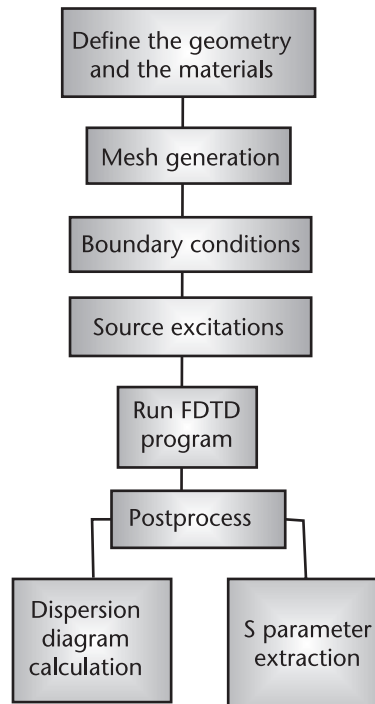 Define the geometry
and the materials
Mesh generation
Boundary conditions
Source excitations
Run FDTD
program
Postprocess
Dispersion
diagram
calculation
S parameter
extraction